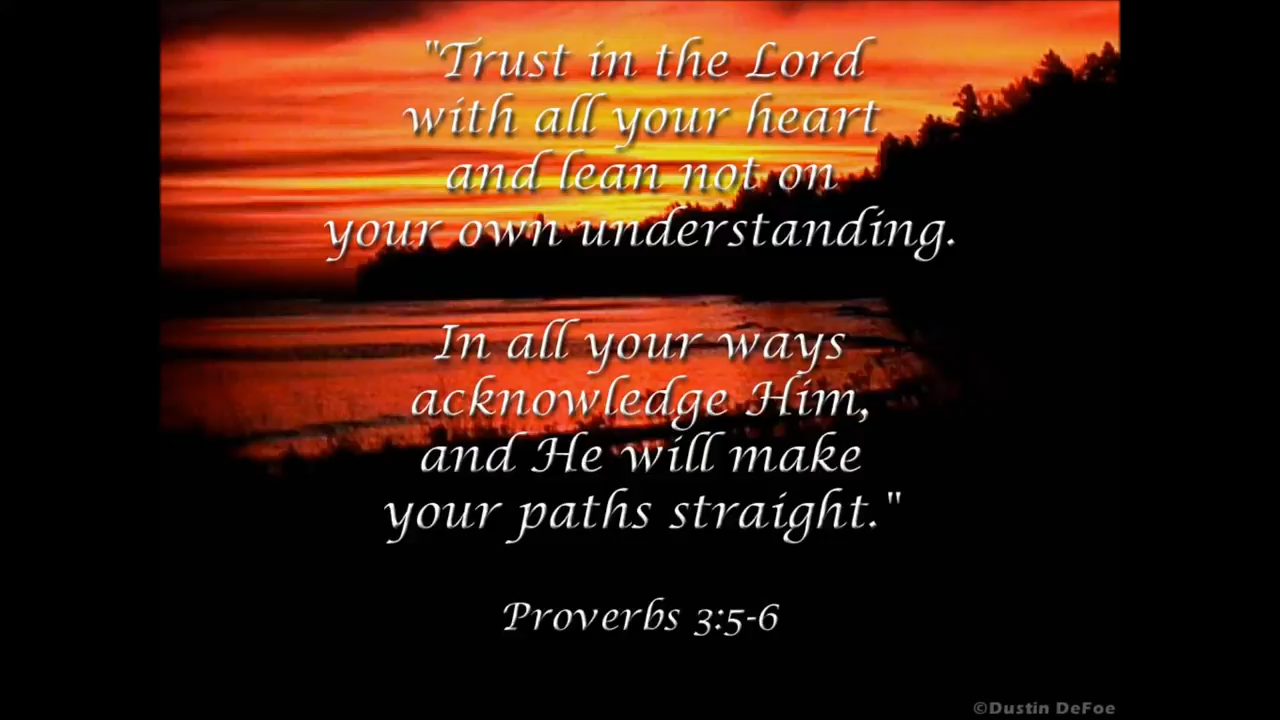 "Trust in the Lord
with all your heart
and lean not on
your own understanding.
In all your ways
acknowledge Him,
and He will make
your paths straight."
Proverbs 3:5-6
©Dustin DeFoe